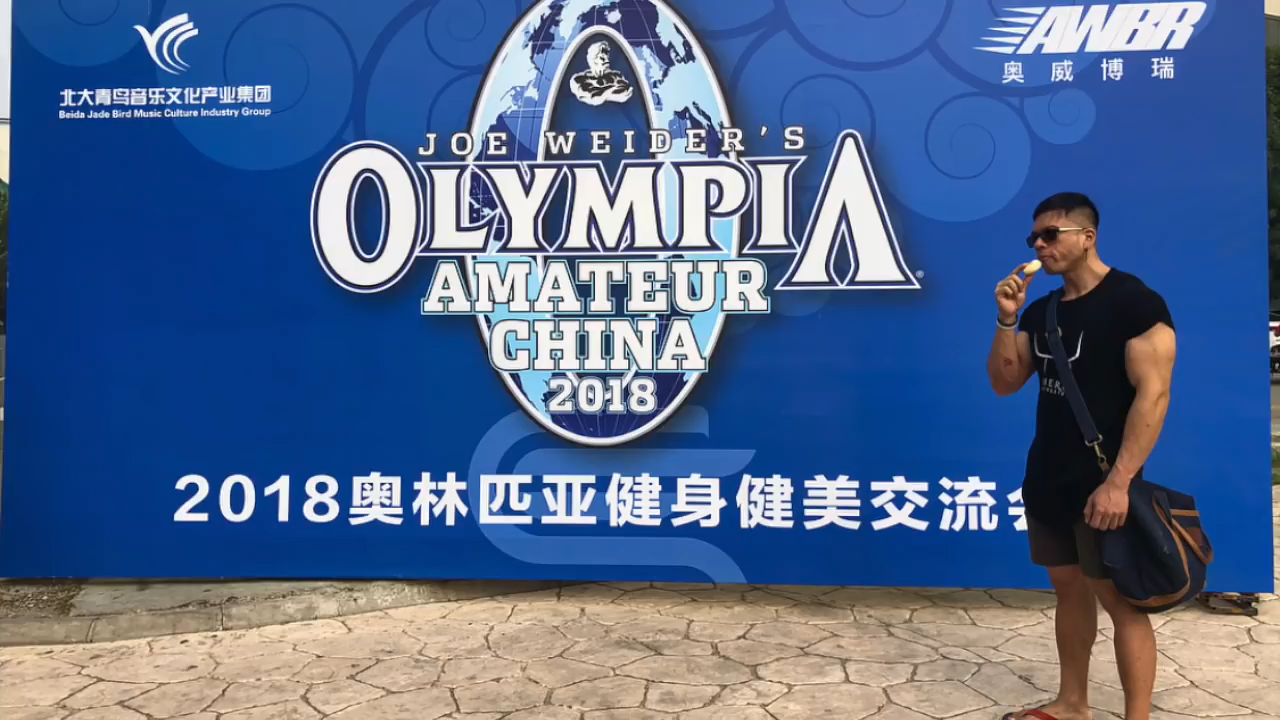 北大青鸟音乐文化产业集团
Beida Jade Bird Music Culture Industry Group
AWBR
奥威博瑞
JOE WEIDER'S
OLYMPIA
AMATEUR
CHINA
2018
2018奥林匹亚健身健美交流会